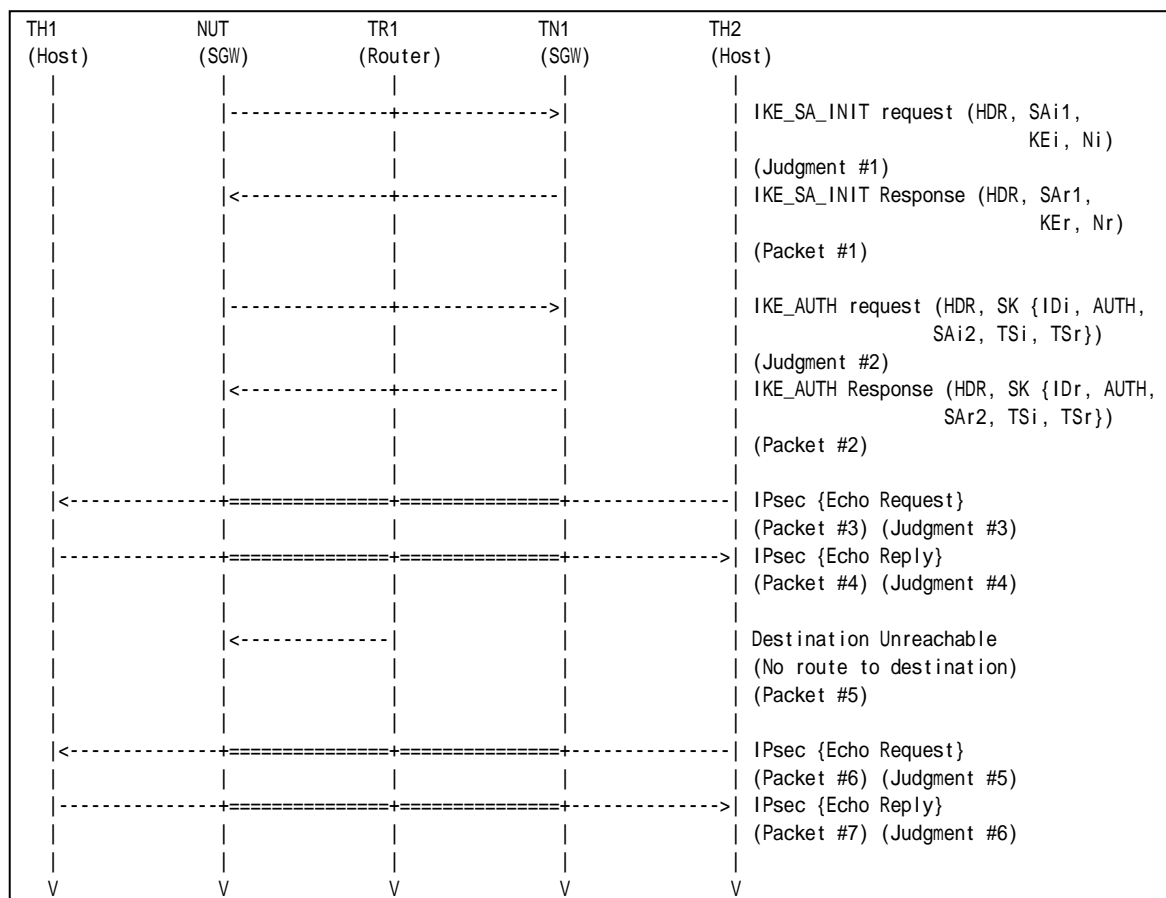 TH1 NUT TR1 TN1 TH2
(Host) (SGW) (Router) (SGW) (Host)
| | | | |
|---------------+-------------->| | IKE_SA_INIT request (HDR, SAi1,
| | | | | KEi, Ni)
| | | | | (Judgment #1)
| |<--------------+---------------| | IKE_SA_INIT Response (HDR, SAr1,
| | | | | KEr, Nr)
| | | | | (Packet #1)
| | | | |
| |---------------+-------------->| | IKE_AUTH request (HDR, SK {IDi, AUTH,
| | | | | SAi2, TSi, TSr})
| | | | | (Judgment #2)
| |<--------------+---------------| | IKE_AUTH Response (HDR, SK {IDr, AUTH,
| | | | | SAr2, TSi, TSr})
| | | | | (Packet #2)
| | | | |
|<--------------+===============+===============+---------------| IPsec {Echo Request}
| | | | | (Packet #3) (Judgment #3)
|---------------+===============+===============+-------------->| IPsec {Echo Reply}
| | | | | (Packet #4) (Judgment #4)
| | | | |
| |<--------------| | | Destination Unreachable
| | | | | (No route to destination)
| | | | | (Packet #5)
| | | | |
|<--------------+===============+===============+---------------| IPsec {Echo Request}
| | | | | (Packet #6) (Judgment #5)
|---------------+===============+===============+-------------->| IPsec {Echo Reply}
| | | | | (Packet #7) (Judgment #6)
| | | | |
V V V V V